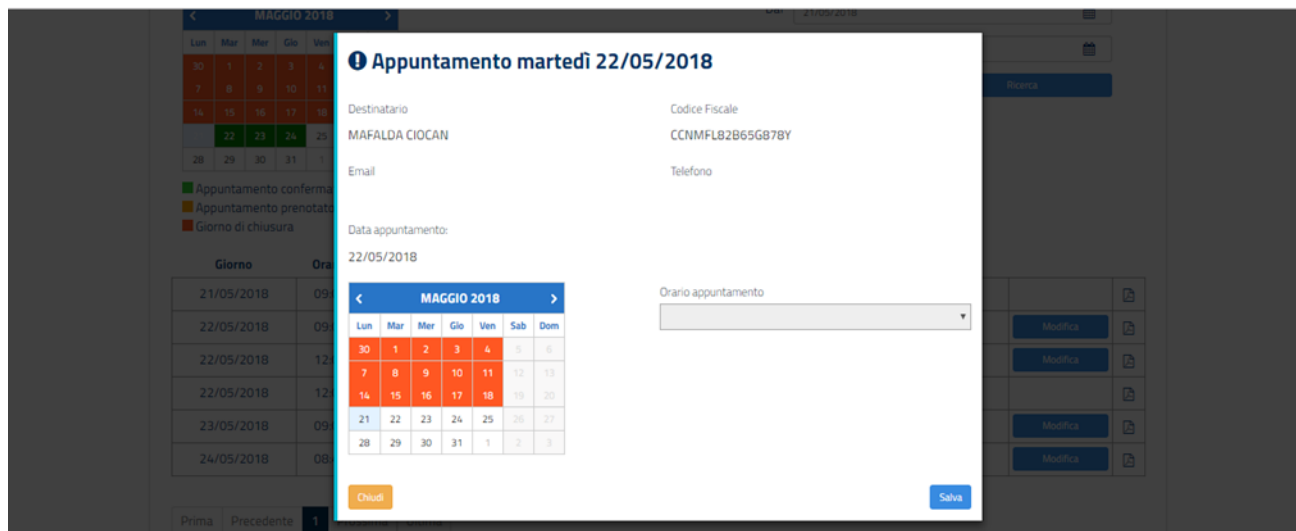 MAGGIO 2018
Dal 21/05/2018
Lun Mar Mer Gio Ven
30 1 2 3 4
7 8 9 10 11
14 15 16 17 18
22 23 24 25
28 29 30 31 1
Ricerca
Appuntamento
Appuntamento prenotato
Giorno di chiusura
Giorno
21/05/2018
22/05/2018 Modifica
22/05/2018 Modifica
22/05/2018
23/05/2018 Modifica
24/05/2018 Modifica
Prima Precedente 1
Appuntamento martedì 22/05/2018
Destinatario Codice Fiscale
MAFALDA CIOCAN CCNMFL82B65G878Y
Email Telefono
Data appuntamento:
22/05/2018
MAGGIO 2018
Orario appuntamento
Lun Mar Mer Gio Ven Sab Dom
30 1 2 3 4 5 6
7 8 9 10 11 12 13
14 15 16 17 18 19 20
21 22 23 24 25 26 27
28 29 30 31 1 2 3
Chiudi Salva